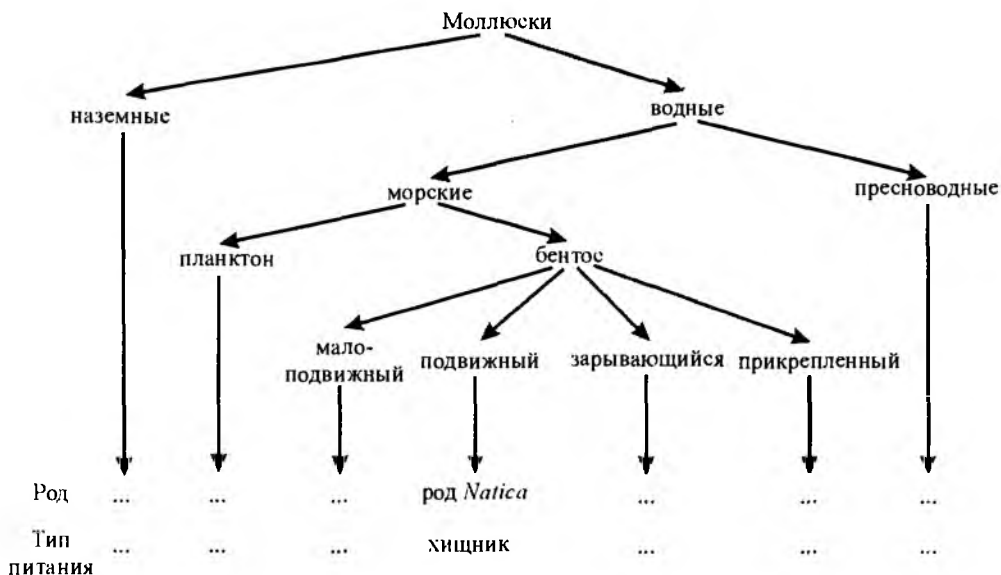 Моллюски
наземные
водные
морские
пресноводные
планктон
бентос
мало-
подвижный
подвижный
зарывающийся
прикрепленный
Род ... ... ... род Natica ... ... ...
Тип
питания ... ... ... хищник ... ... ...